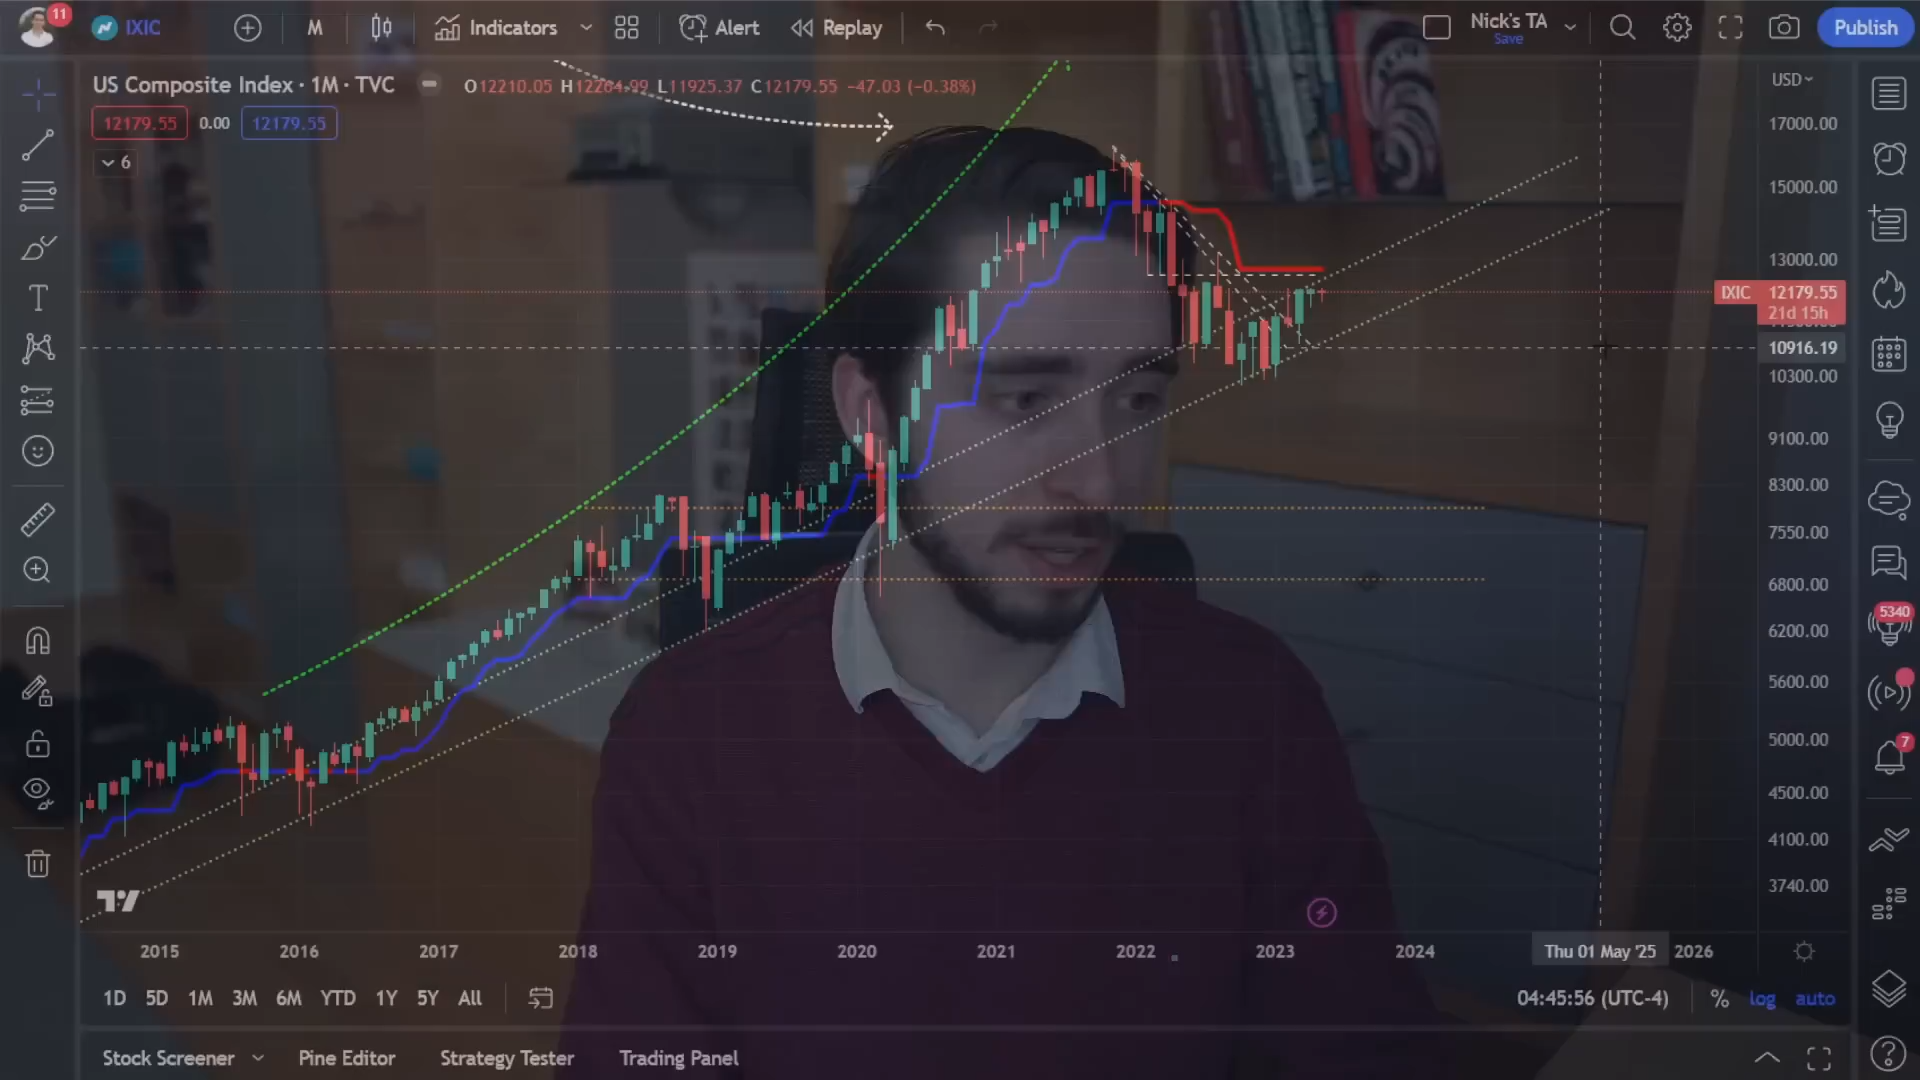 11
IXIC
M
Indicators
Alert
Replay
Nick's TA
Save
Publish
US Composite Index · 1M · TVC
O12210.05 H12264.99 L11925.37 C12179.55 −47.03 (−0.38%)
12179.55
0.00
12179.55
6
USD
17000.00
15000.00
13000.00
IXIC 12179.55
21d 15h
10916.19
10300.00
9100.00
8300.00
7550.00
6800.00
6200.00
5600.00
5000.00
4500.00
4100.00
3740.00
5340
7
2015
2016
2017
2018
2019
2020
2021
2022
2023
2024
Thu 01 May '25
2026
1D
5D
1M
3M
6M
YTD
1Y
5Y
All
04:45:56 (UTC-4)
%
log
auto
Stock Screener
Pine Editor
Strategy Tester
Trading Panel